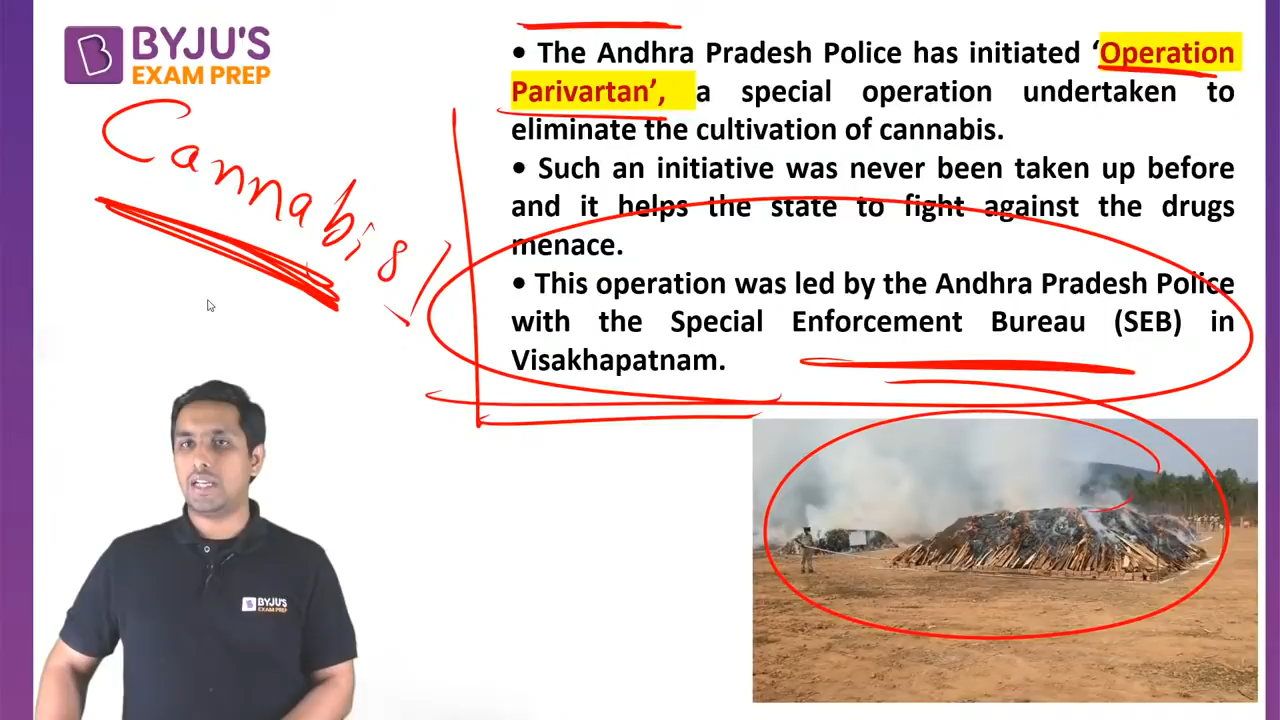 BYJU'S
EXAM PREP
Cannabis
• The Andhra Pradesh Police has initiated ‘Operation
Parivartan’, a special operation undertaken to
eliminate the cultivation of cannabis.
• Such an initiative was never been taken up before
and it helps the state to fight against the drugs
menace.
• This operation was led by the Andhra Pradesh Police
with the Special Enforcement Bureau (SEB) in
Visakhapatnam.
BYJU'S
EXAM PREP